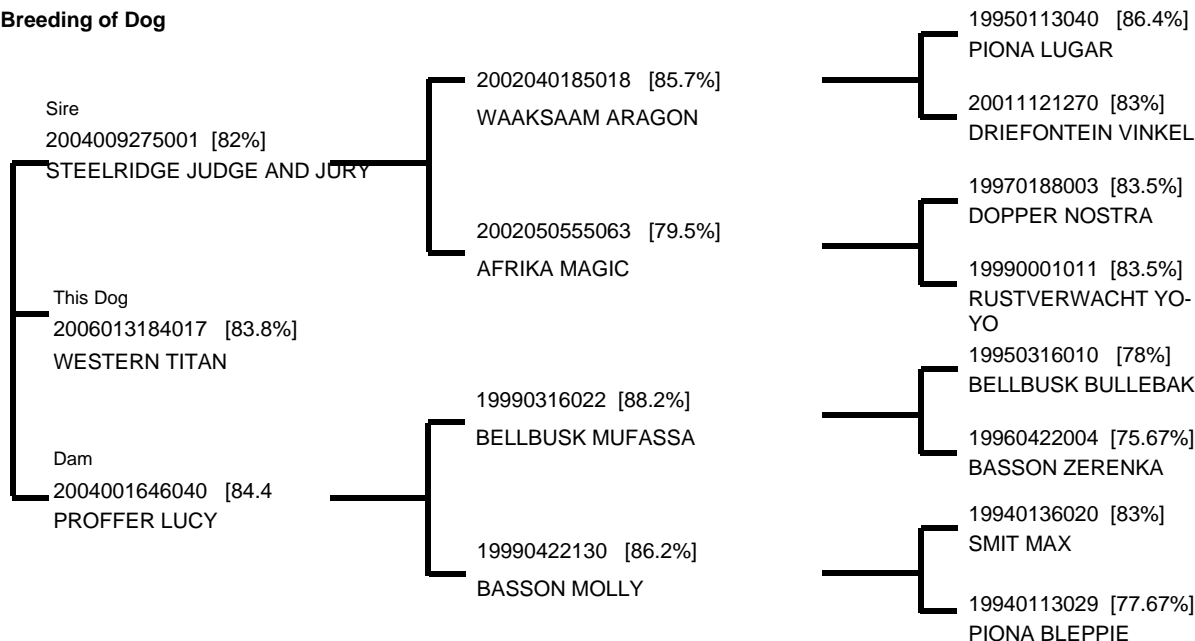 Breeding of Dog
Sire
2004009275001 [82%]
STEELRIDGE JUDGE AND JURY
This Dog
2006013184017 [83.8%]
WESTERN TITAN
Dam
2004001646040 [84.4
PROFFER LUCY
2002040185018 [85.7%]
WAAKSAAM ARAGON
2002050555063 [79.5%]
AFRIKA MAGIC
19990316022 [88.2%]
BELLBUSK MUFASSA
19990422130 [86.2%]
BASSON MOLLY
19950113040 [86.4%]
PIONA LUGAR
20011121270 [83%]
DRIEFONTEIN VINKEL
19970188003 [83.5%]
DOPPER NOSTRA
19990001011 [83.5%]
RUSTVERWACHT YO-
YO
19950316010 [78%]
BELLBUSK BULLEBAK
19960422004 [75.67%]
BASSON ZERENKA
19940136020 [83%]
SMIT MAX
19940113029 [77.67%]
PIONA BLEPPIE